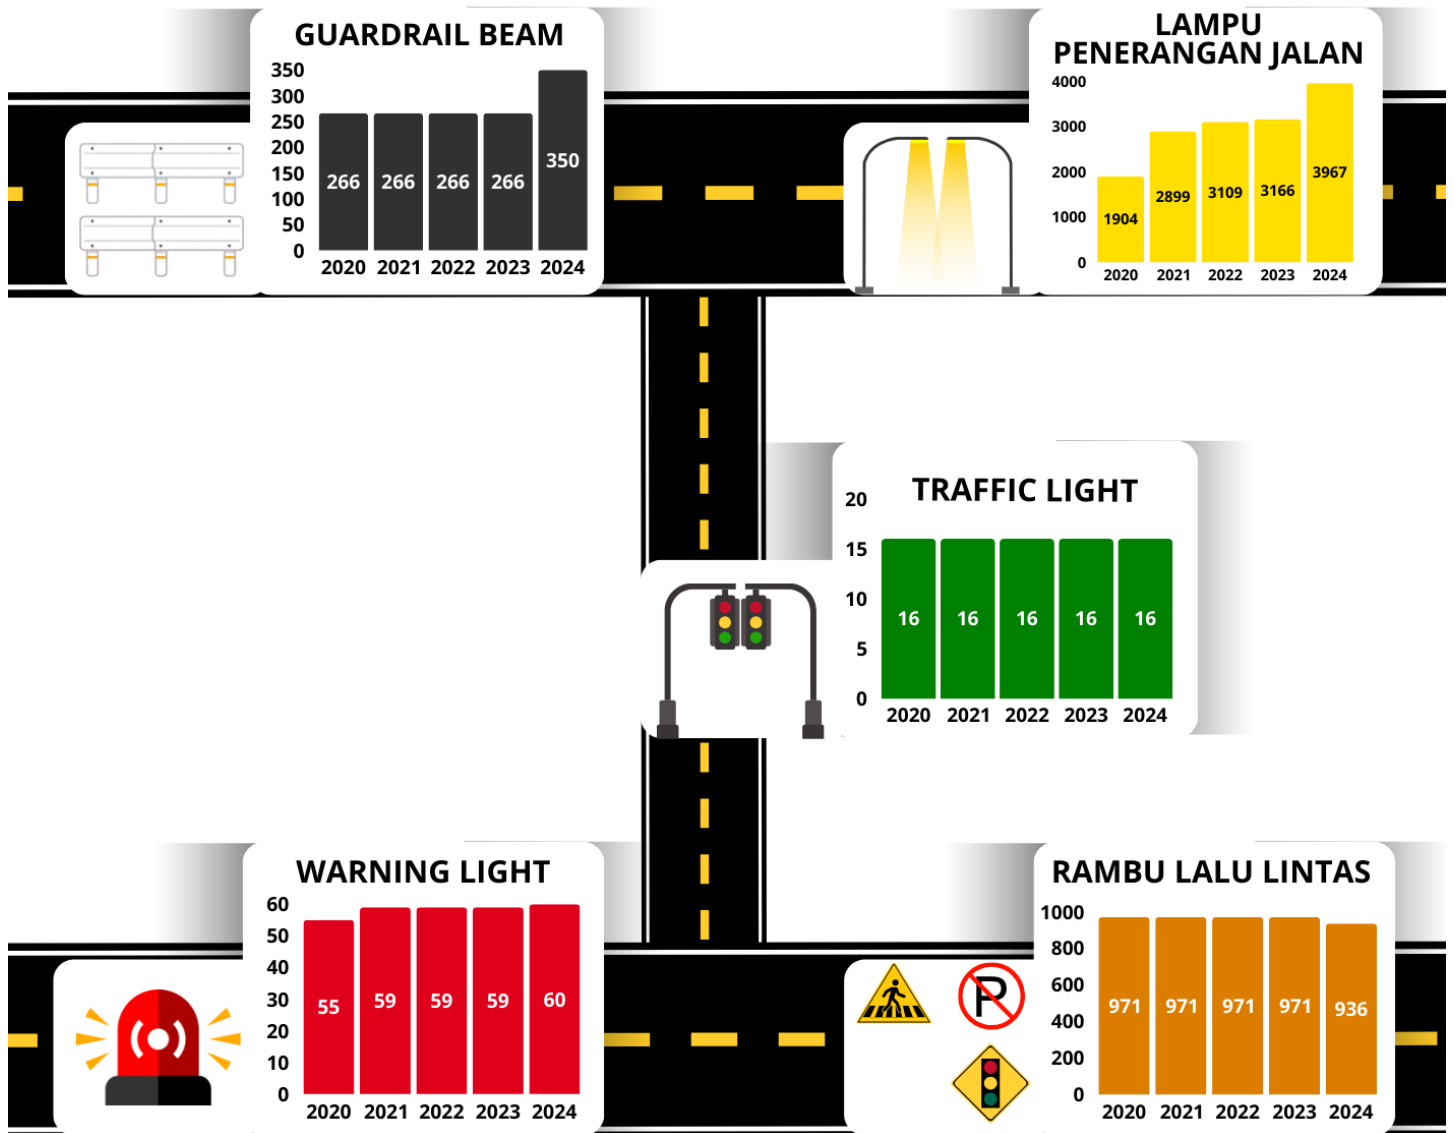 GUARDRAIL BEAM
350
300
250
200
150
100
50
0
266 266 266 266 350
2020 2021 2022 2023 2024
LAMPU
PENERANGAN JALAN
4000
3000
2000
1000
0
1904 2899 3109 3166 3967
2020 2021 2022 2023 2024
TRAFFIC LIGHT
20
15
10
5
0
16 16 16 16 16
2020 2021 2022 2023 2024
WARNING LIGHT
60
50
40
30
20
10
0
55 59 59 59 60
2020 2021 2022 2023 2024
RAMBU LALU LINTAS
P
1000
800
600
400
200
0
971 971 971 971 936
2020 2021 2022 2023 2024